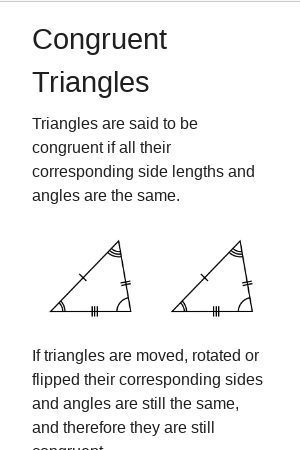 Congruent
Triangles
Triangles are said to be
congruent if all their
corresponding side lengths and
angles are the same.
If triangles are moved, rotated or
flipped their corresponding sides
and angles are still the same,
and therefore they are still
congruent